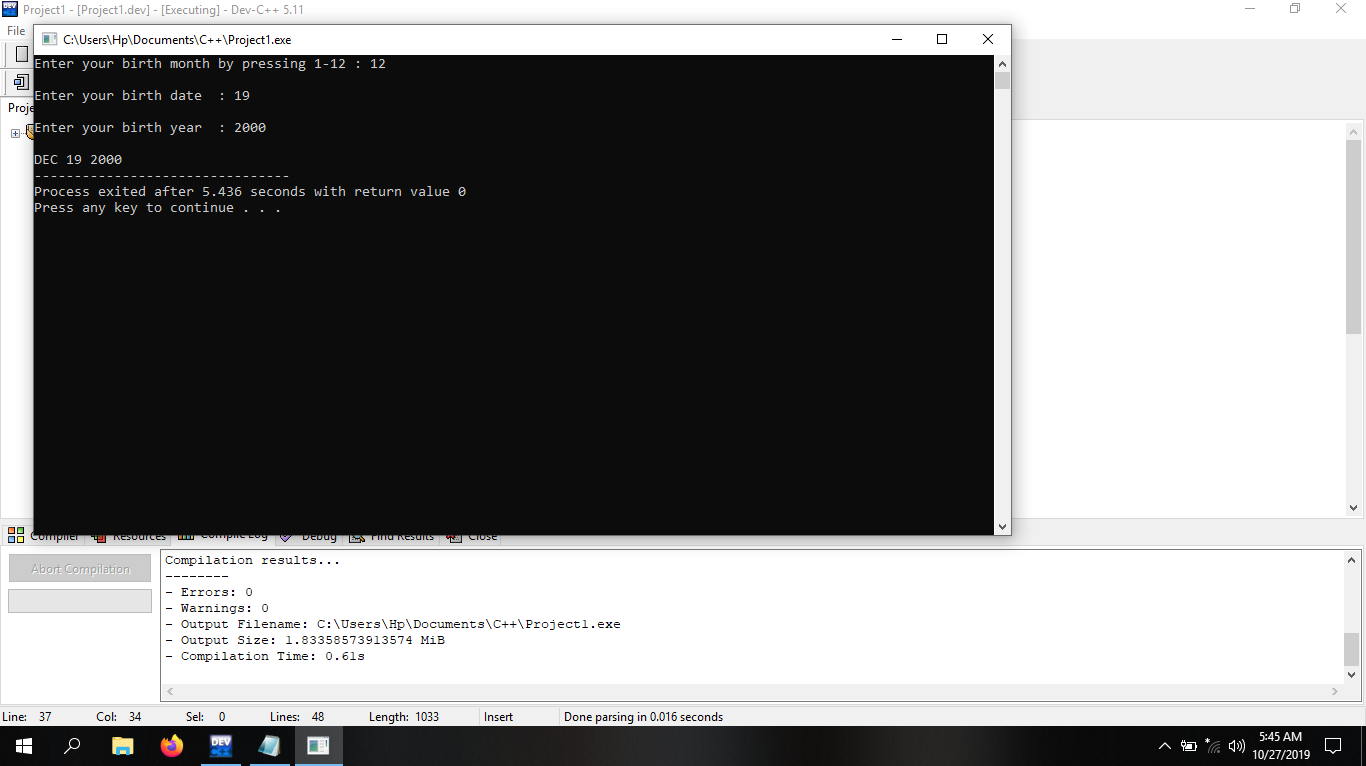 Project1 - [Project1.dev] - [Executing] - Dev-C++ 5.11
File
C:\Users\Hp\Documents\C++\Project1.exe
Enter your birth month by pressing 1-12 : 12
Enter your birth date  : 19
Enter your birth year  : 2000
DEC 19 2000
--------------------------------
Process exited after 5.436 seconds with return value 0
Press any key to continue . . .
Proje
Compiler Resources Compile Log Debug Find Results Close
Abort Compilation
Compilation results...
--------
- Errors: 0
- Warnings: 0
- Output Filename: C:\Users\Hp\Documents\C++\Project1.exe
- Output Size: 1.83358573913574 MiB
- Compilation Time: 0.61s
Line: 37 Col: 34 Sel: 0 Lines: 48 Length: 1033 Insert Done parsing in 0.016 seconds
DEV
5:45 AM
10/27/2019